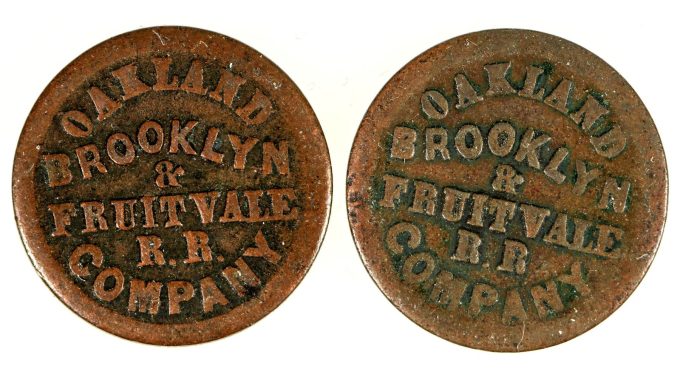 OAKLAND
BROOKLYN
&
FRUITVALE
R.R.
COMPANY
OAKLAND
BROOKLYN
&
FRUITVALE
R.R.
COMPANY